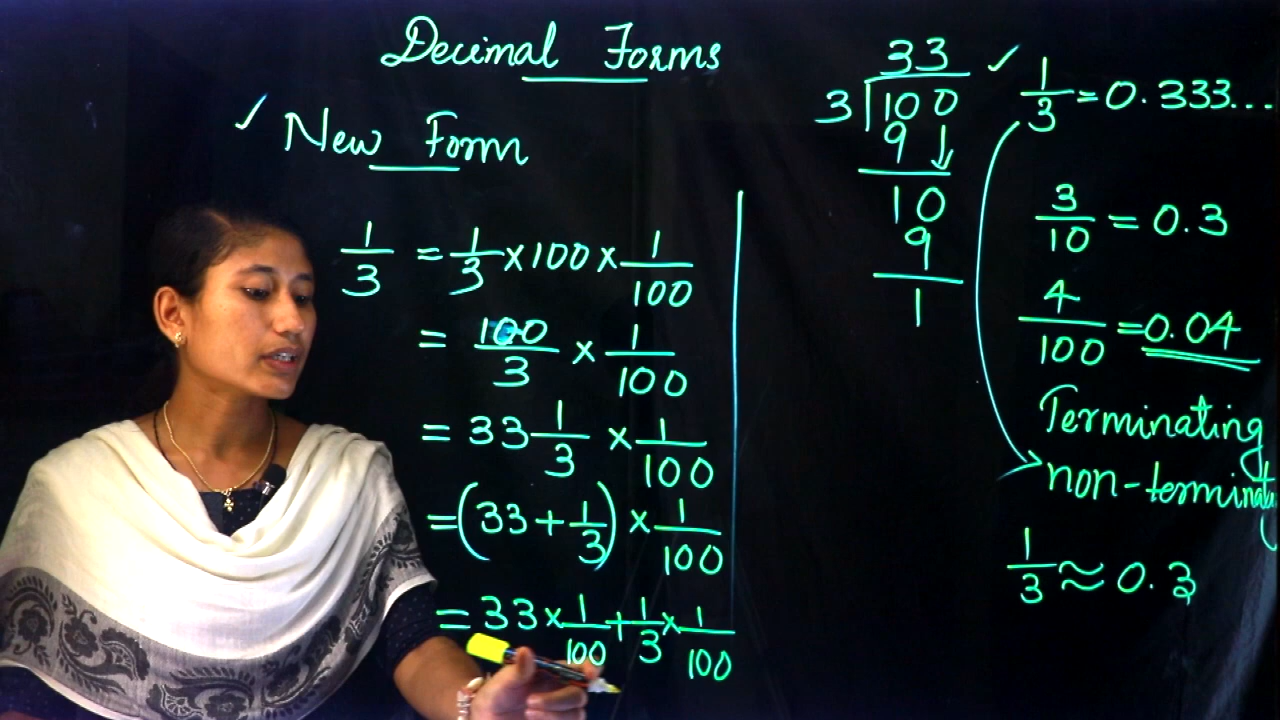 Decimal Forms
✓ New Form
1/3 = 1/3 × 100 × 1/100
= 100/3 × 1/100
= 33 1/3 × 1/100
= (33 + 1/3) × 1/100
= 33 × 1/100 + 1/3 × 1/100
33
3 | 100
9 ↓
10
9
1
✓ 1/3 = 0.333...
3/10 = 0.3
4/100 = 0.04
Terminating
1/3 ≈ 0.3